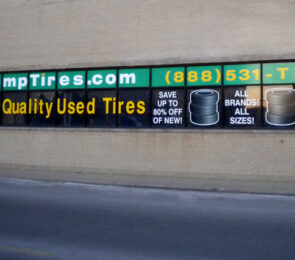 mpTires.com (888) 531-T
Quality Used Tires
SAVE
UP TO
80% OFF
OF NEW!
ALL
BRANDS!
ALL
SIZES!